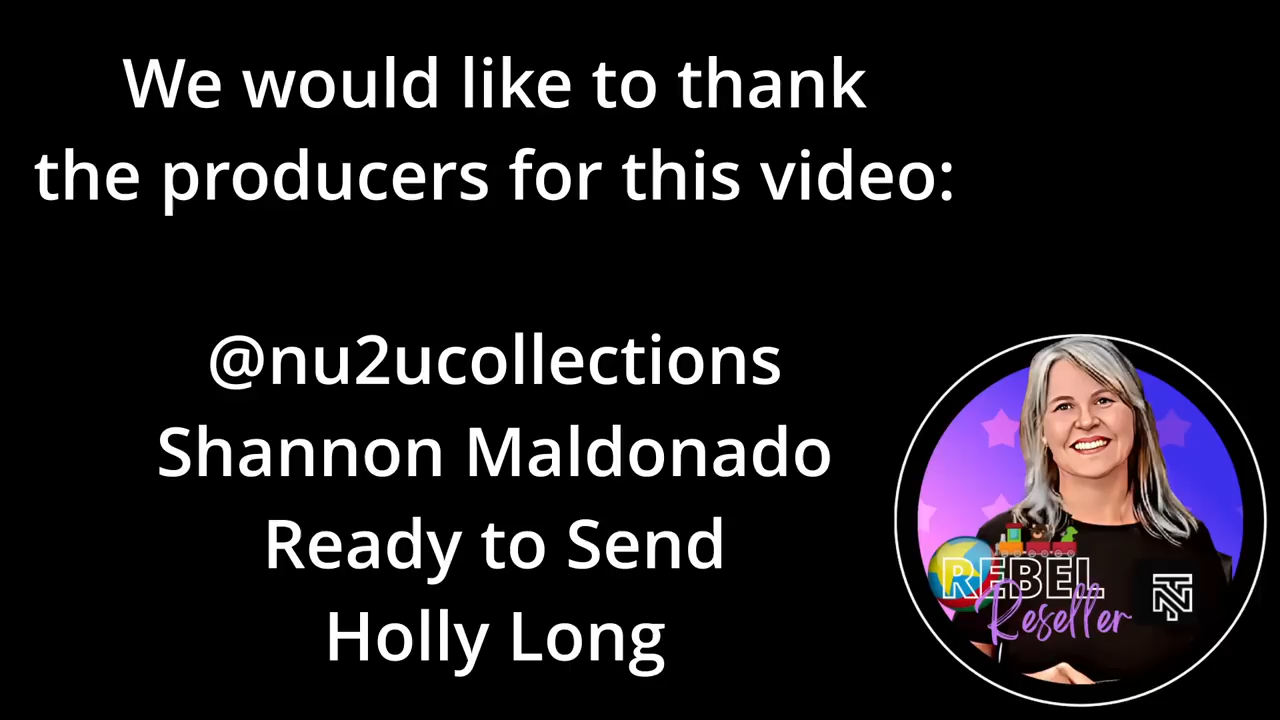 We would like to thank
the producers for this video:
@nu2ucollections
Shannon Maldonado
Ready to Send
Holly Long
REBEL
Reseller